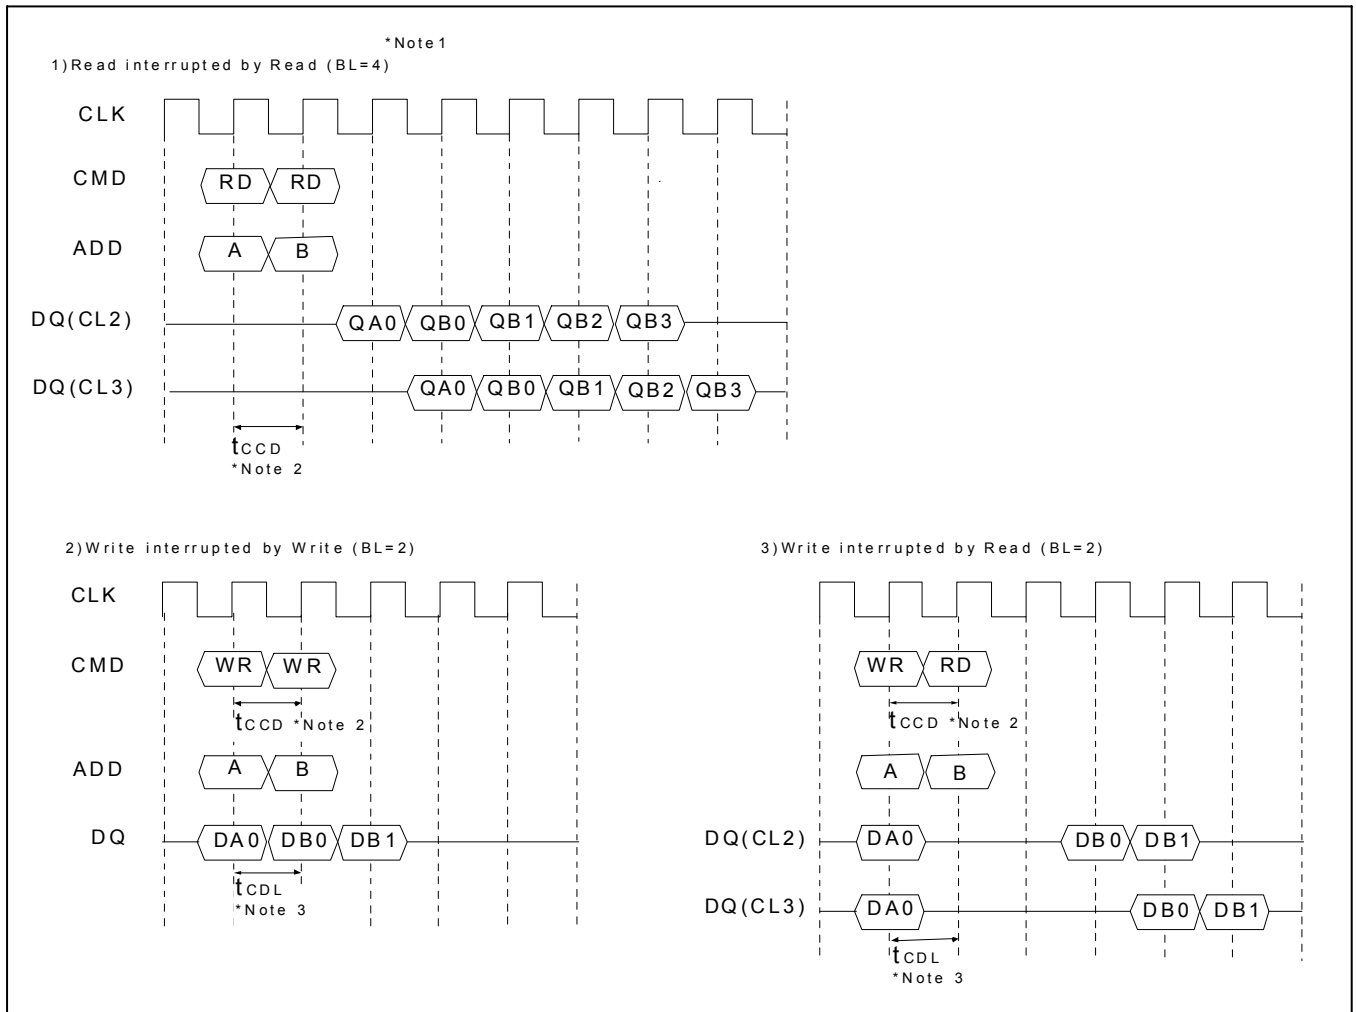 *Note1
1)Read interrupted by Read (BL=4)
CLK
CMD RD RD
ADD A B
DQ(CL2) QA0 QB0 QB1 QB2 QB3
DQ(CL3) QA0 QB0 QB1 QB2 QB3
tCCD
*Note 2
2)Write interrupted by Write (BL=2)
CLK
CMD WR WR
tCCD *Note 2
ADD A B
DQ DA0 DB0 DB1
tCDL
*Note 3
3)Write interrupted by Read (BL=2)
WR RD
tCCD *Note 2
A B
DQ(CL2) DA0 DB0 DB1
DQ(CL3) DA0 DB0 DB1
tCDL
*Note 3